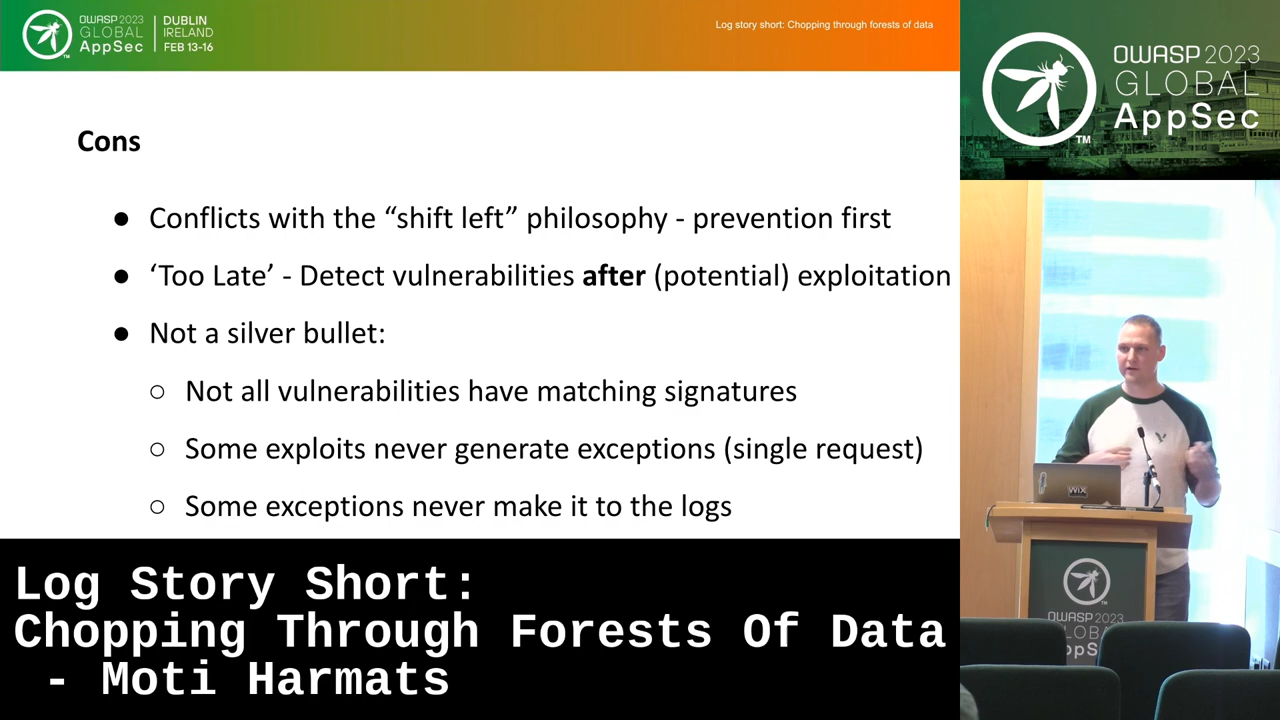 OWASP 2023
GLOBAL
AppSec
TM
DUBLIN
IRELAND
FEB 13-16
Log story short: Chopping through forests of data
Cons
● Conflicts with the “shift left” philosophy - prevention first
● ‘Too Late’ - Detect vulnerabilities after (potential) exploitation
● Not a silver bullet:
○ Not all vulnerabilities have matching signatures
○ Some exploits never generate exceptions (single request)
○ Some exceptions never make it to the logs
Log Story Short:
Chopping Through Forests Of Data
- Moti Harmats
OWASP 2023
GLOBAL
AppSec
TM
WiX
OWASP 2023